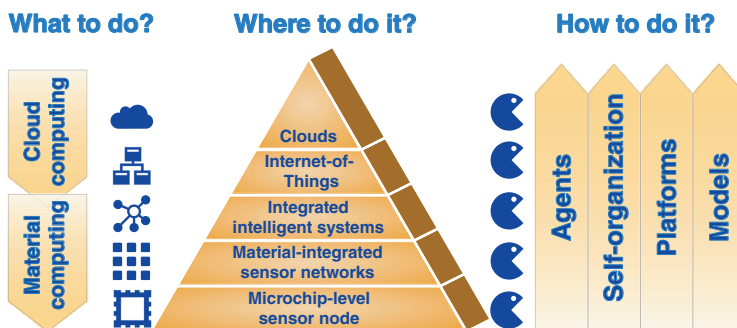 What to do?
Where to do it?
How to do it?
Cloud
computing
Material
computing
Clouds
Internet-of-
Things
Integrated
intelligent systems
Material-integrated
sensor networks
Microchip-level
sensor node
Agents
Self-organization
Platforms
Models